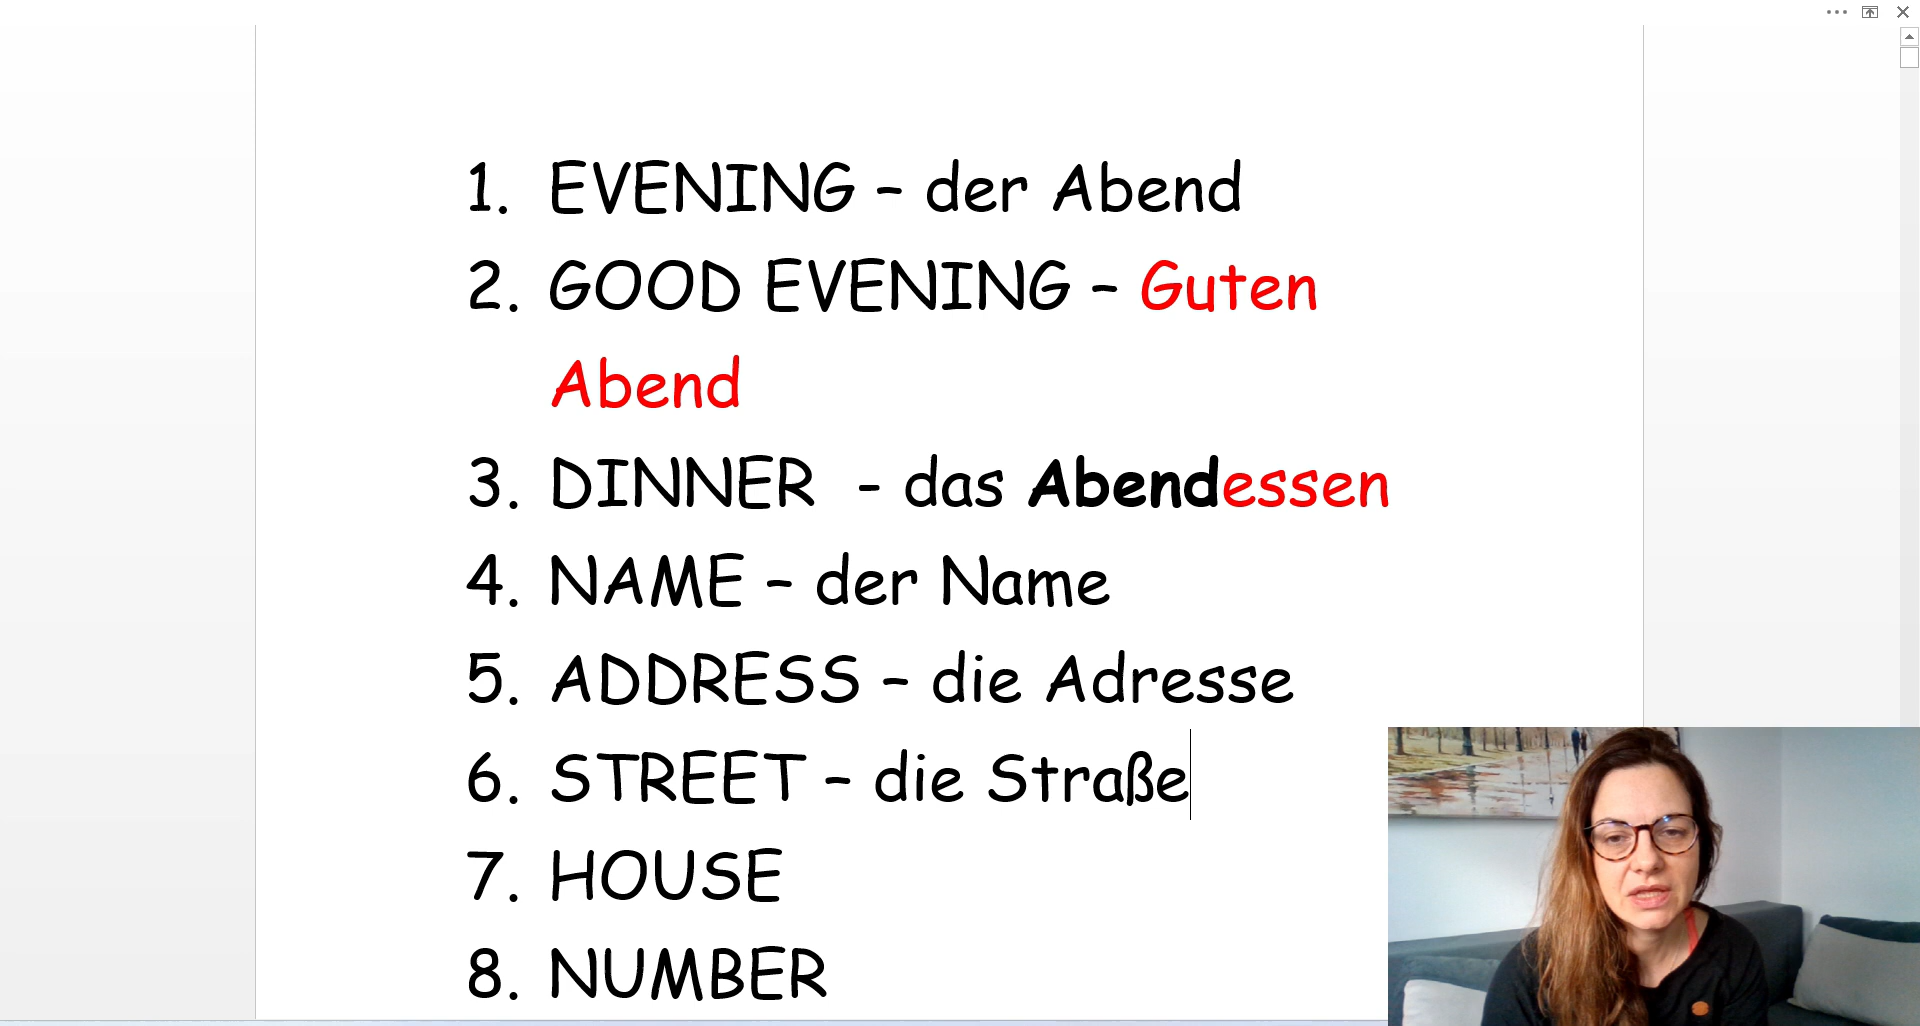 1. EVENING – der Abend
2. GOOD EVENING – Guten
Abend
3. DINNER - das Abendessen
4. NAME – der Name
5. ADDRESS – die Adresse
6. STREET – die Straße
7. HOUSE
8. NUMBER